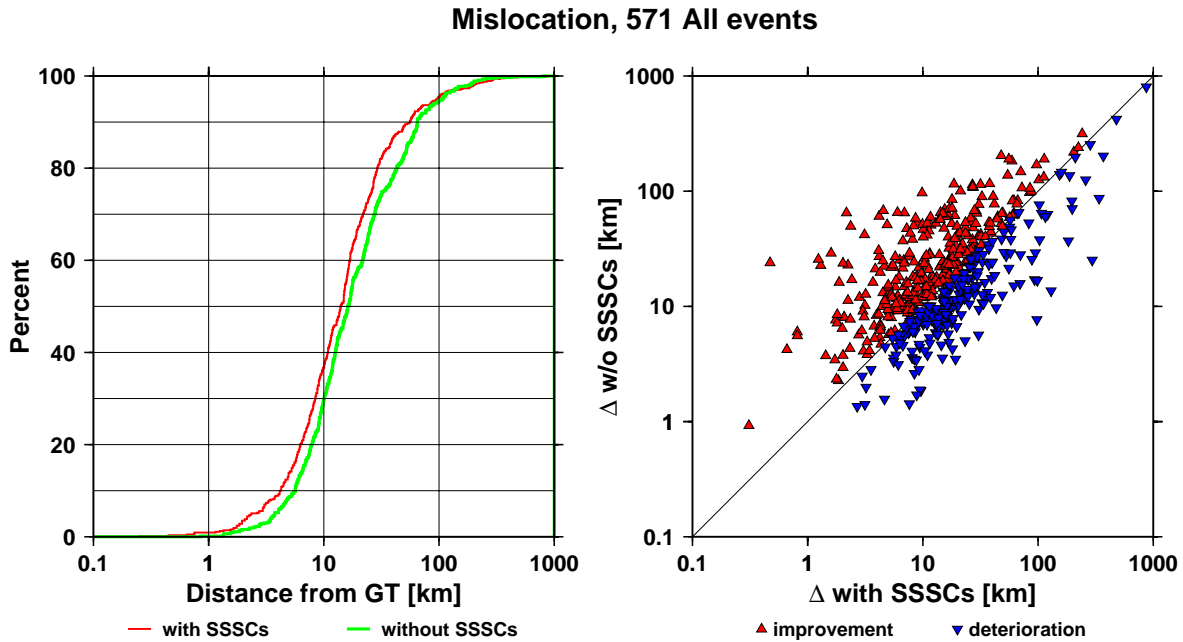 Mislocation, 571 All events
Percent
100
80
60
40
20
0
0.1 1 10 100 1000
Distance from GT [km]
with SSSCs without SSSCs
Δ w/o SSSCs [km]
1000
100
10
1
0.1
0.1 1 10 100 1000
Δ with SSSCs [km]
improvement deterioration